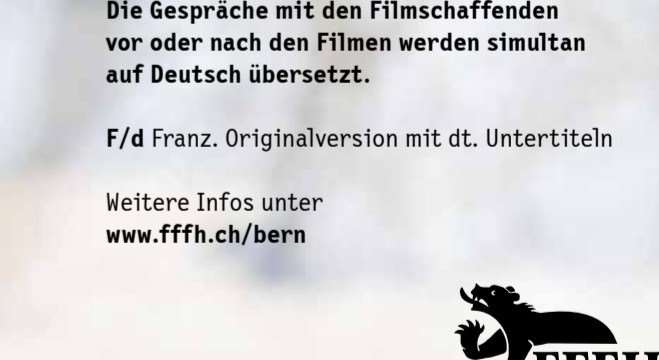 Die Gespräche mit den Filmschaffenden
vor oder nach den Filmen werden simultan
auf Deutsch übersetzt.
F/d Franz. Originalversion mit dt. Untertiteln
Weitere Infos unter
www.fffh.ch/bern